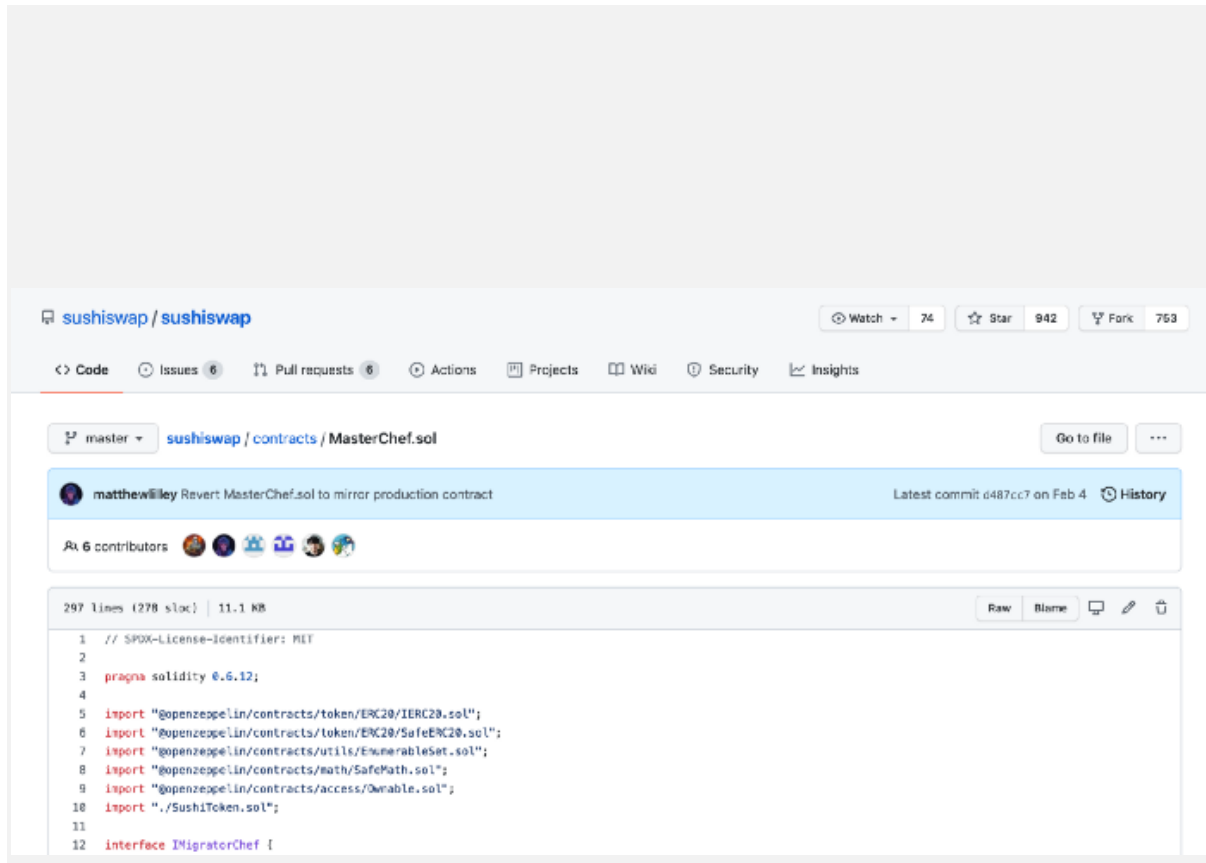 sushiswap / sushiswap
Watch 74 Star 942 Fork 753
Code Issues 6 Pull requests 6 Actions Projects Wiki Security Insights
master sushiswap / contracts / MasterChef.sol Go to file ...
matthewlilley Revert MasterChef.sol to mirror production contract Latest commit d487cc7 on Feb 4 History
6 contributors
297 lines (278 sloc) | 11.1 KB Raw Blame
1 // SPDX-License-Identifier: MIT
2
3 pragma solidity 0.6.12;
4
5 import "@openzeppelin/contracts/token/ERC20/IERC20.sol";
6 import "@openzeppelin/contracts/token/ERC20/SafeERC20.sol";
7 import "@openzeppelin/contracts/utils/EnumerableSet.sol";
8 import "@openzeppelin/contracts/math/SafeMath.sol";
9 import "@openzeppelin/contracts/access/Ownable.sol";
10 import "./SushiToken.sol";
11
12 interface IMigratorChef {